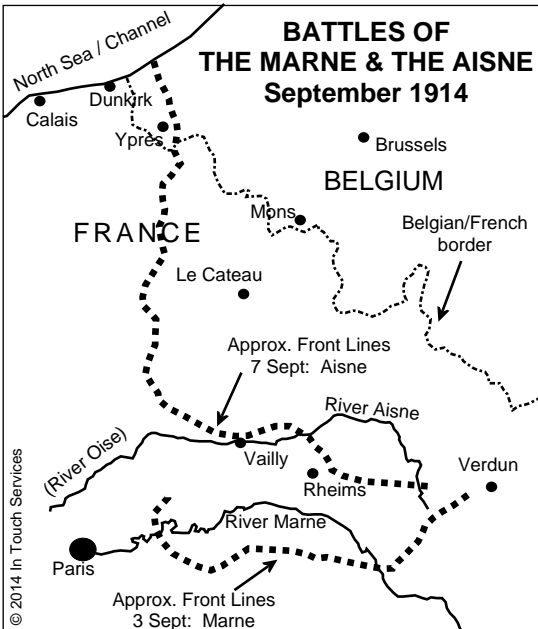 BATTLES OF
THE MARNE & THE AISNE
September 1914
North Sea / Channel
Dunkirk
Calais
Ypres
Brussels
BELGIUM
Mons
FRANCE
Belgian/French
border
Le Cateau
Approx. Front Lines
7 Sept: Aisne
River Aisne
(River Oise)
Vailly
Verdun
Rheims
River Marne
Paris
Approx. Front Lines
3 Sept: Marne
© 2014 In Touch Services